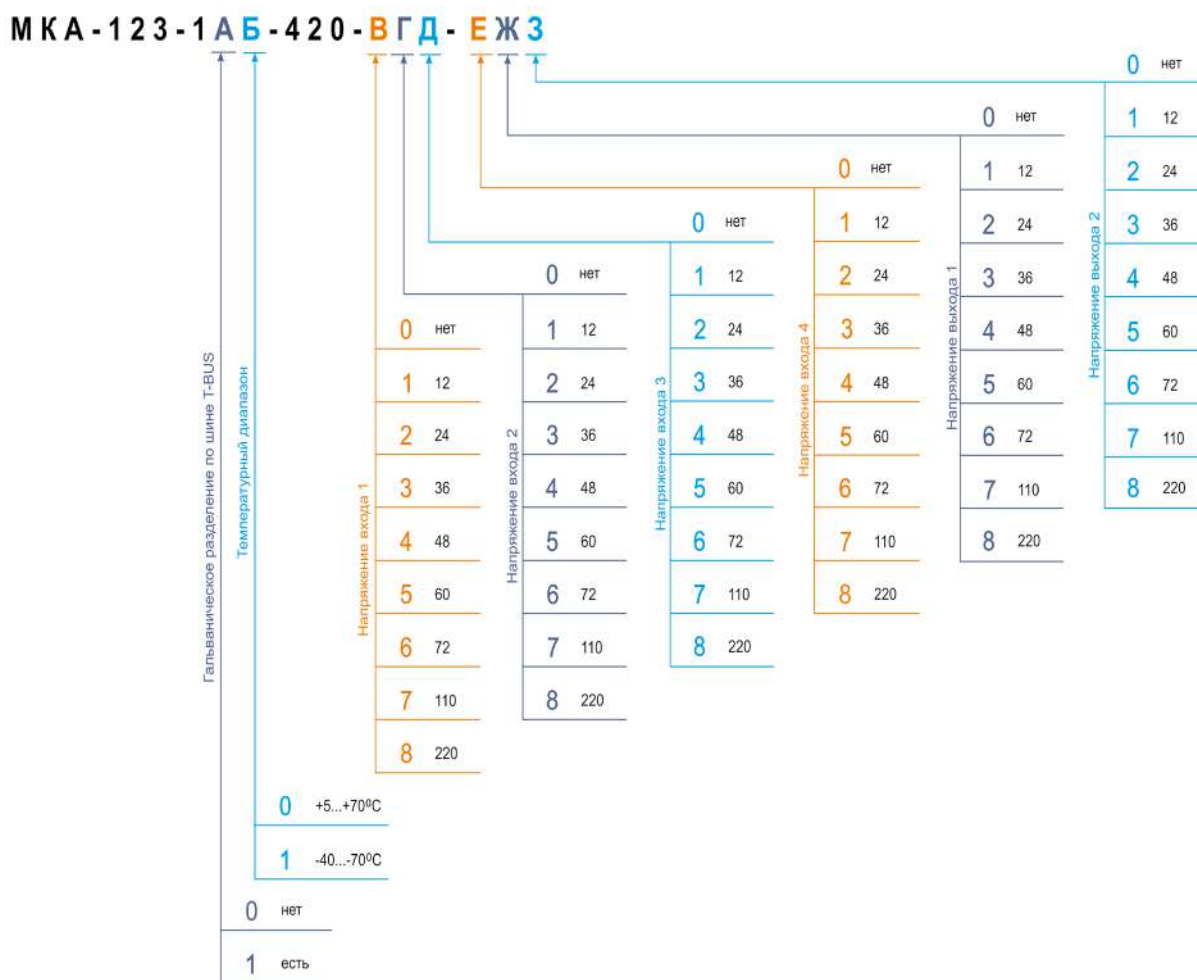 МКА-123-1АБ-420-ВГД-ЕЖЗ
Гальваническое разделение по шине T-BUS
0 нет
1 есть
Температурный диапазон
0 +5...+70⁰С
1 -40...-70⁰С
Напряжение входа 1
0 нет
1 12
2 24
3 36
4 48
5 60
6 72
7 110
8 220
Напряжение входа 2
0 нет
1 12
2 24
3 36
4 48
5 60
6 72
7 110
8 220
Напряжение входа 3
0 нет
1 12
2 24
3 36
4 48
5 60
6 72
7 110
8 220
Напряжение входа 4
0 нет
1 12
2 24
3 36
4 48
5 60
6 72
7 110
8 220
Напряжение выхода 1
0 нет
1 12
2 24
3 36
4 48
5 60
6 72
7 110
8 220
Напряжение выхода 2
0 нет
1 12
2 24
3 36
4 48
5 60
6 72
7 110
8 220